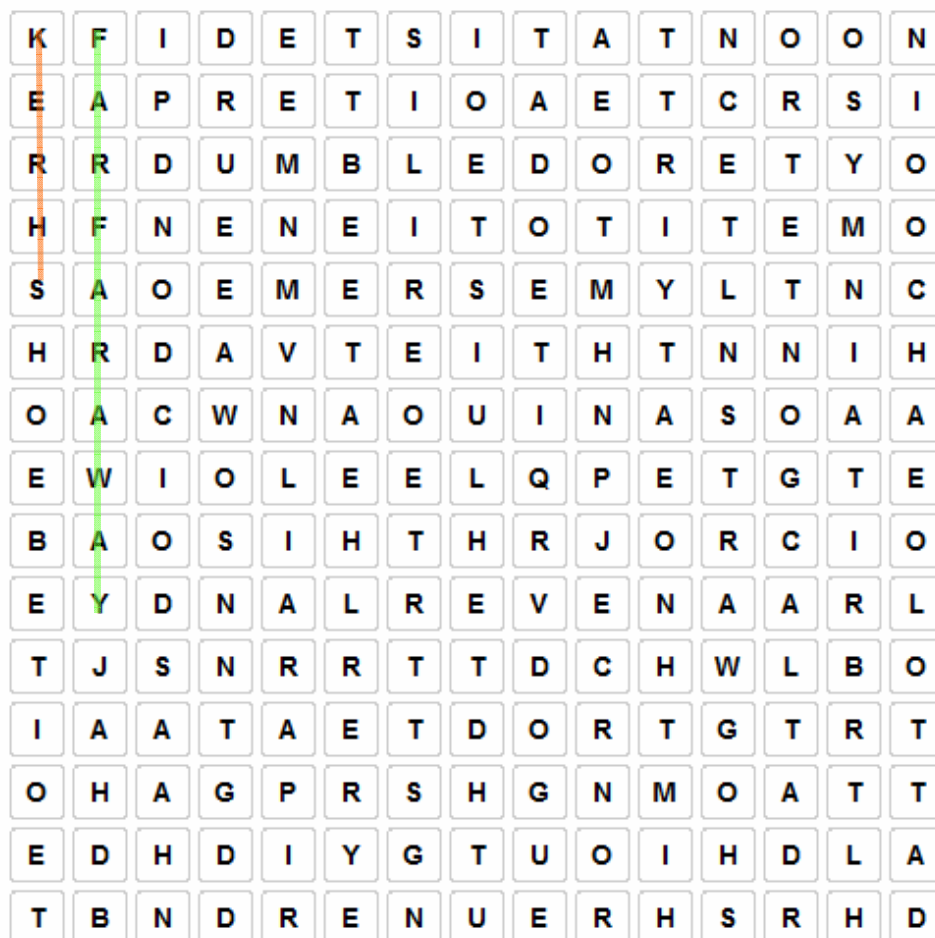 K F I D E T S I T A T N O O N
E A P R E T I O A E T C R S I
R R D U M B L E D O R E T Y O
H F N E N E I T O T I T E M O
S A O E M E R S E M Y L T N C
H R D A V T E I T H T N N I H
O A C W N A O U I N A S O A A
E W I O L E E L Q P E T G T E
B A O S I H T H R J O R C I O
E Y D N A L R E V E N A A R L
T J S N R R T T D C H W L B O
I A A T A E T D O R T G T R T
O H A G P R S H G N M O A T T
E D H D I Y G T U O I H D L A
T B N D R E N U E R H S R H D